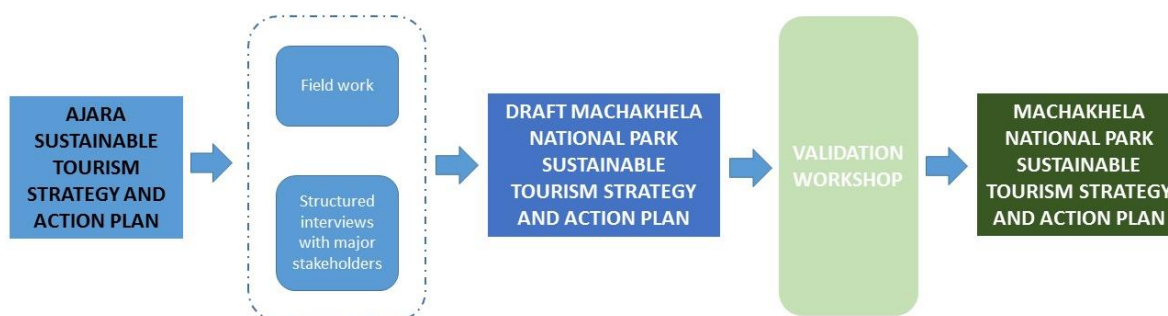 AJARA
SUSTAINABLE
TOURISM
STRATEGY AND
ACTION PLAN
Field work
Structured
interviews
with major
stakeholders
DRAFT MACHAKHELA
NATIONAL PARK
SUSTAINABLE
TOURISM STRATEGY
AND ACTION PLAN
VALIDATION
WORKSHOP
MACHAKHELA
NATIONAL PARK
SUSTAINABLE
TOURISM STRATEGY
AND ACTION PLAN